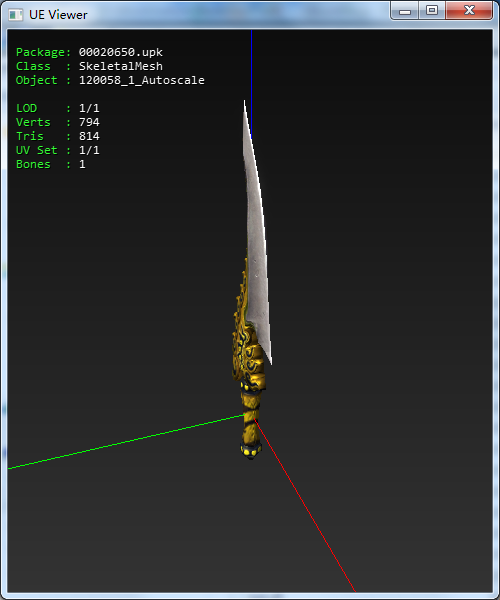 UE Viewer
Package: 00020650.upk
Class : SkeletalMesh
Object : 120058_1_Autoscale
LOD : 1/1
Verts : 794
Tris : 814
UV Set : 1/1
Bones : 1